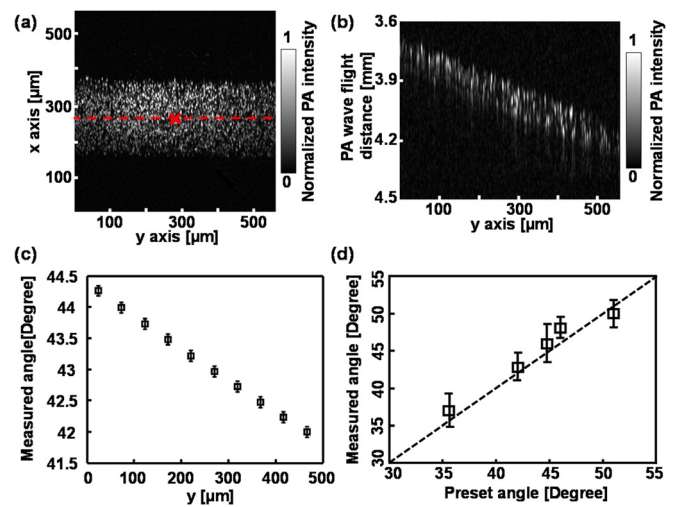 (a)
500
300
100
x axis [µm]
100
300
500
y axis [µm]
1
0
Normalized PA intensity
(b)
3.6
3.9
4.2
4.5
PA wave flight
distance [mm]
100
300
500
y axis [µm]
1
0
Normalized PA intensity
(c)
44.5
44
43.5
43
42.5
42
41.5
Measured angle[Degree]
0
100
200
300
400
500
y [µm]
(d)
55
50
45
40
35
30
Measured angle [Degree]
30
35
40
45
50
55
Preset angle [Degree]